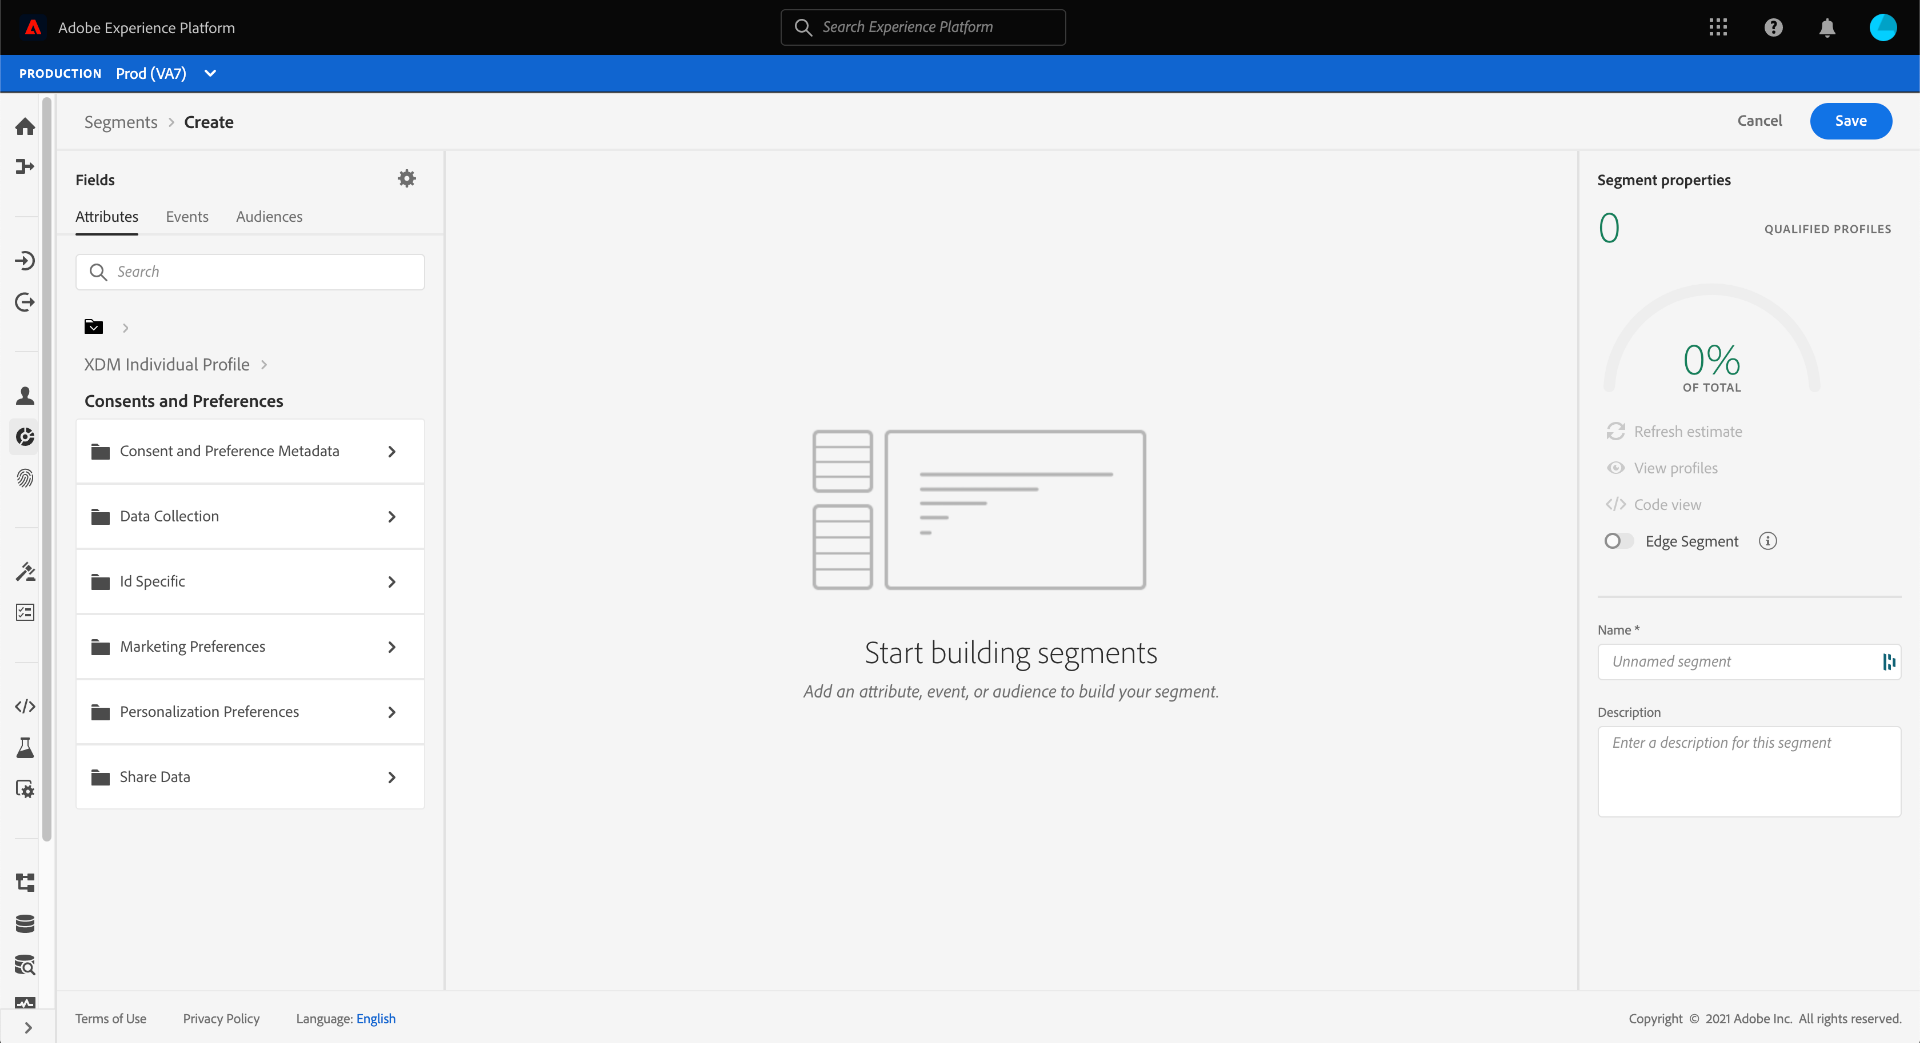 Adobe Experience Platform
Search Experience Platform
PRODUCTION Prod (VA7)
Segments > Create
Cancel
Save
Fields
Attributes Events Audiences
Search
XDM Individual Profile >
Consents and Preferences
Consent and Preference Metadata
Data Collection
Id Specific
Marketing Preferences
Personalization Preferences
Share Data
Start building segments
Add an attribute, event, or audience to build your segment.
Segment properties
0 QUALIFIED PROFILES
0%
OF TOTAL
Refresh estimate
View profiles
</> Code view
Edge Segment
Name *
Unnamed segment
Description
Enter a description for this segment
Terms of Use Privacy Policy Language: English
Copyright © 2021 Adobe Inc. All rights reserved.